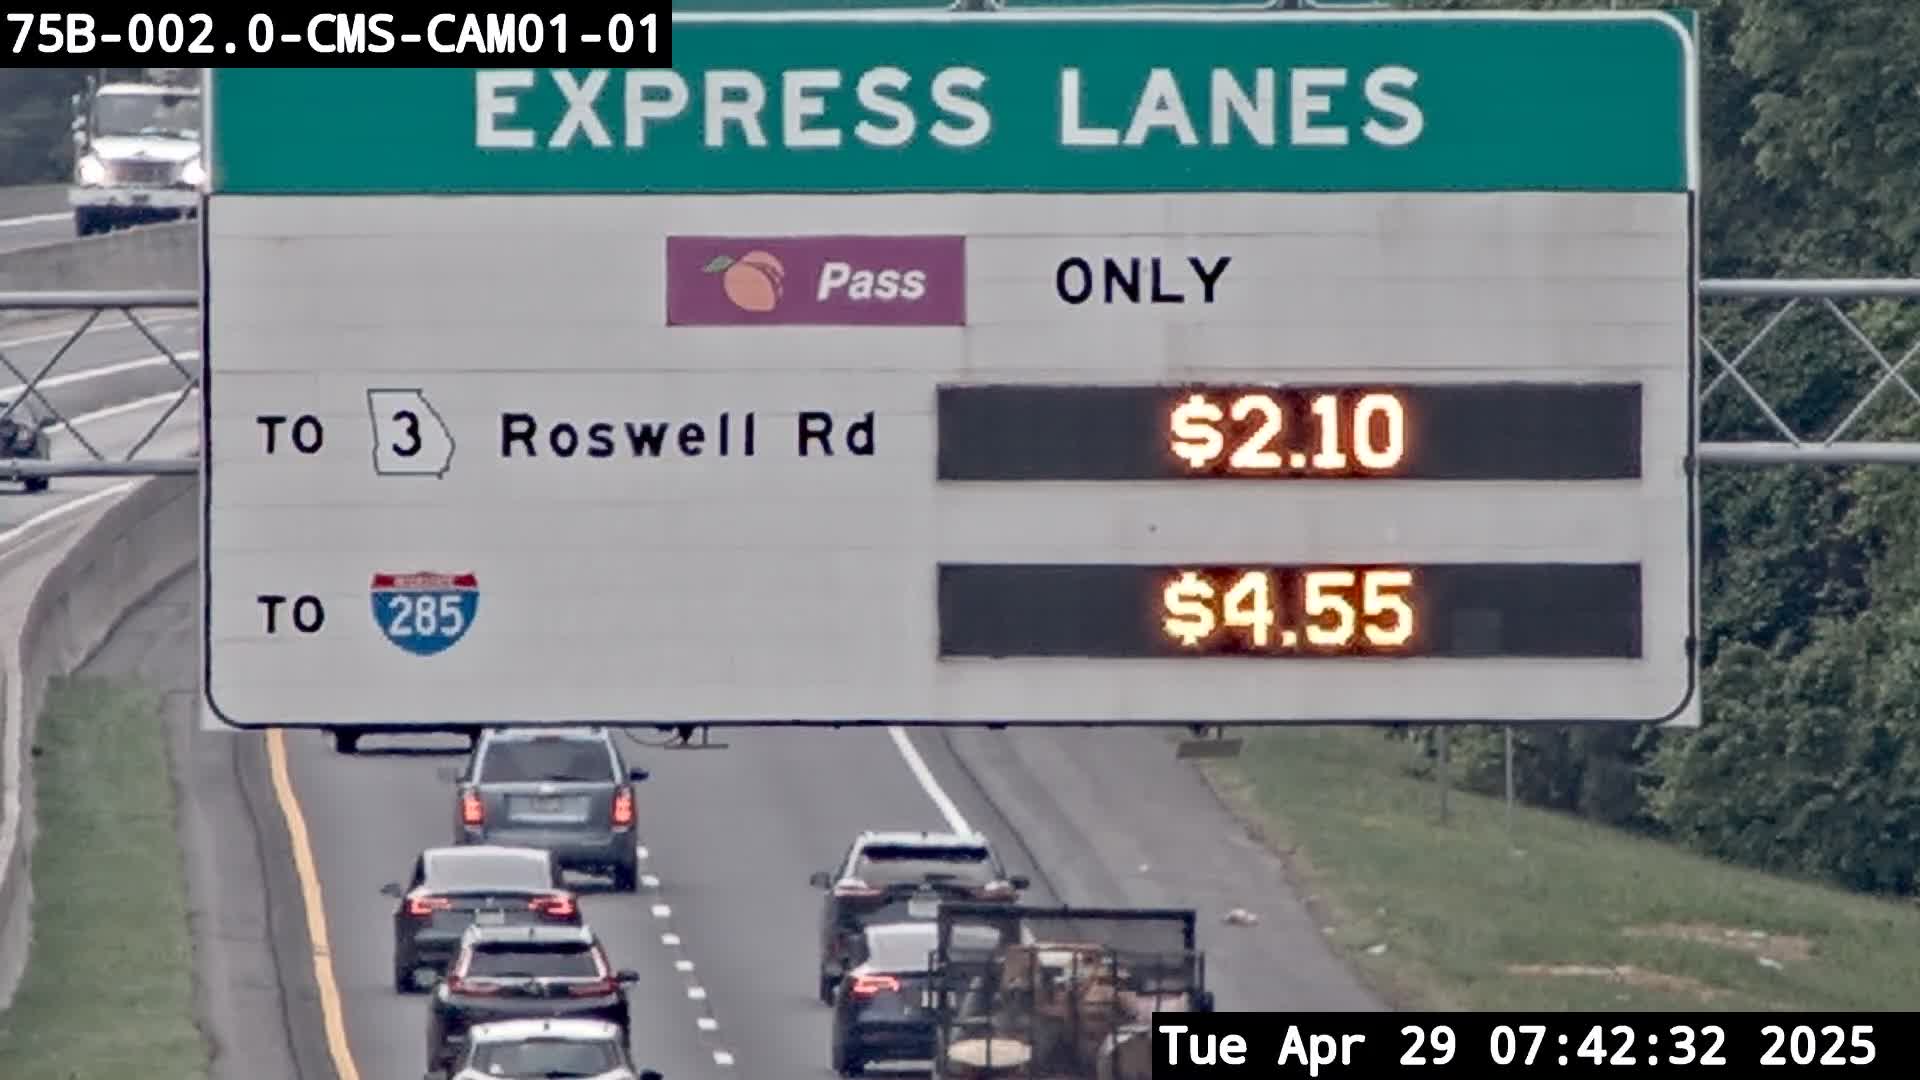 75B-002.0-CMS-CAM01-01
EXPRESS LANES
Pass ONLY
TO 3 Roswell Rd $2.10
TO 285 $4.55
Tue Apr 29 07:42:32 2025